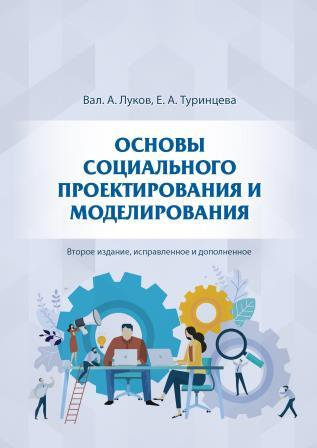 Вал. А. Луков, Е. А. Туринцева
ОСНОВЫ
СОЦИАЛЬНОГО
ПРОЕКТИРОВАНИЯ И
МОДЕЛИРОВАНИЯ
Второе издание, исправленное и дополненное